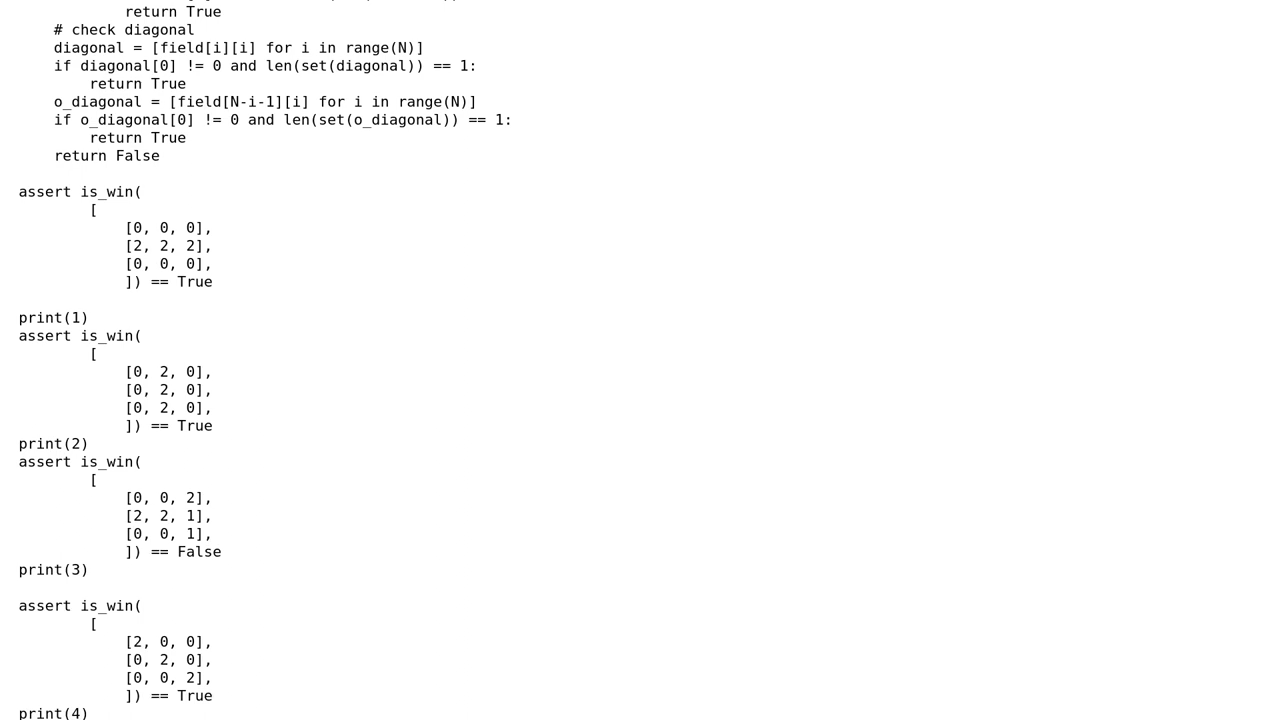 return True
    # check diagonal
    diagonal = [field[i][i] for i in range(N)]
    if diagonal[0] != 0 and len(set(diagonal)) == 1:
        return True
    o_diagonal = [field[N-i-1][i] for i in range(N)]
    if o_diagonal[0] != 0 and len(set(o_diagonal)) == 1:
        return True
    return False

assert is_win(
        [
            [0, 0, 0],
            [2, 2, 2],
            [0, 0, 0],
            ]) == True

print(1)
assert is_win(
        [
            [0, 2, 0],
            [0, 2, 0],
            [0, 2, 0],
            ]) == True
print(2)
assert is_win(
        [
            [0, 0, 2],
            [2, 2, 1],
            [0, 0, 1],
            ]) == False
print(3)

assert is_win(
        [
            [2, 0, 0],
            [0, 2, 0],
            [0, 0, 2],
            ]) == True
print(4)